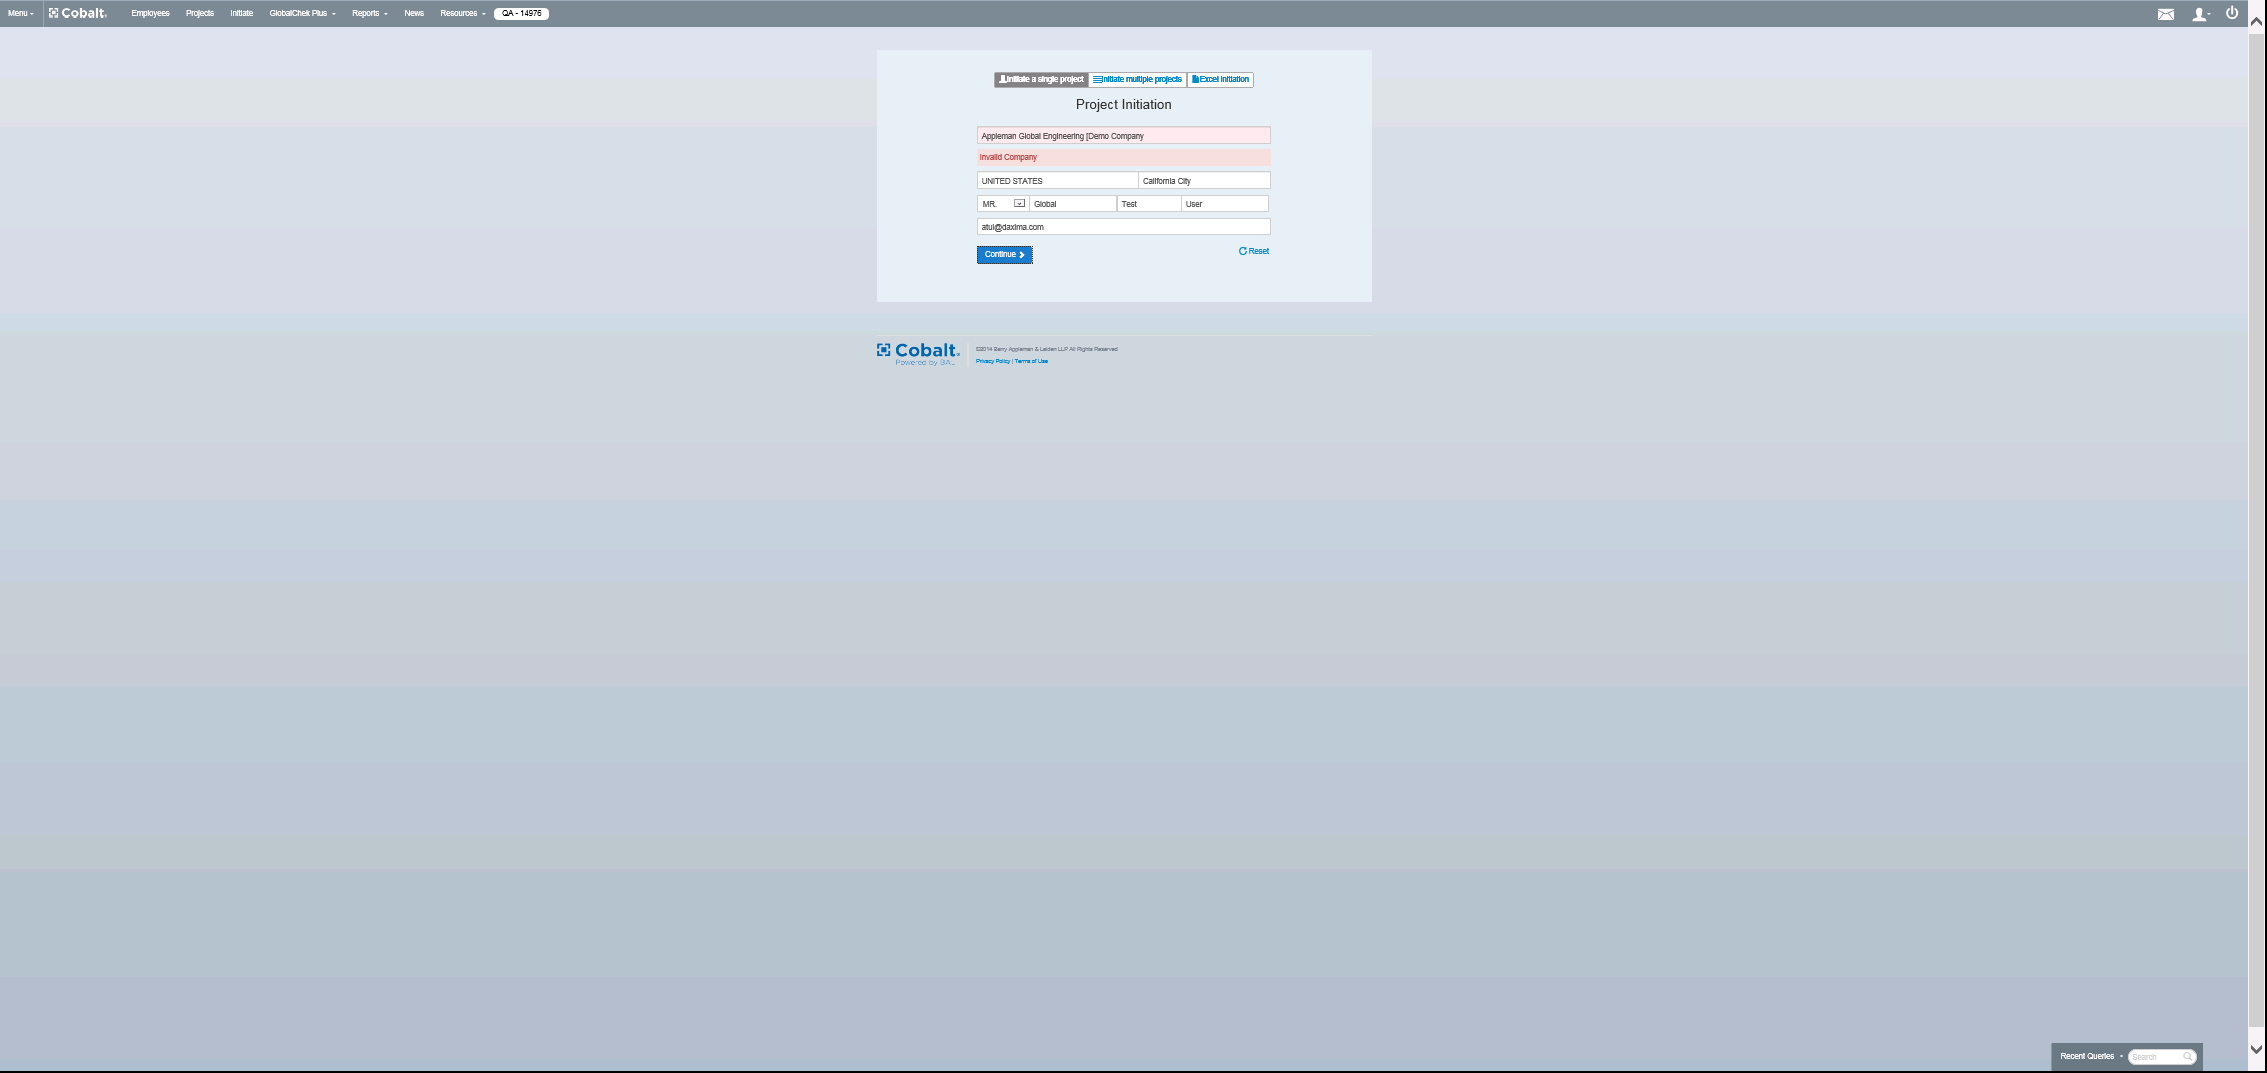 Menu Cobalt Employees Projects Initiate GlobalChek Plus Reports News Resources QA - 14976
Initiate a single project Initiate multiple projects Excel Initiation
Project Initiation
Appleman Global Engineering [Demo Company
Invalid Company
UNITED STATES California City
MR. Global Test User
atul@daxima.com
Continue Reset
Cobalt
Powered by BAL
©2014 Berry Appleman & Leiden LLP All Rights Reserved
Privacy Policy | Terms of Use
Recent Queries Search